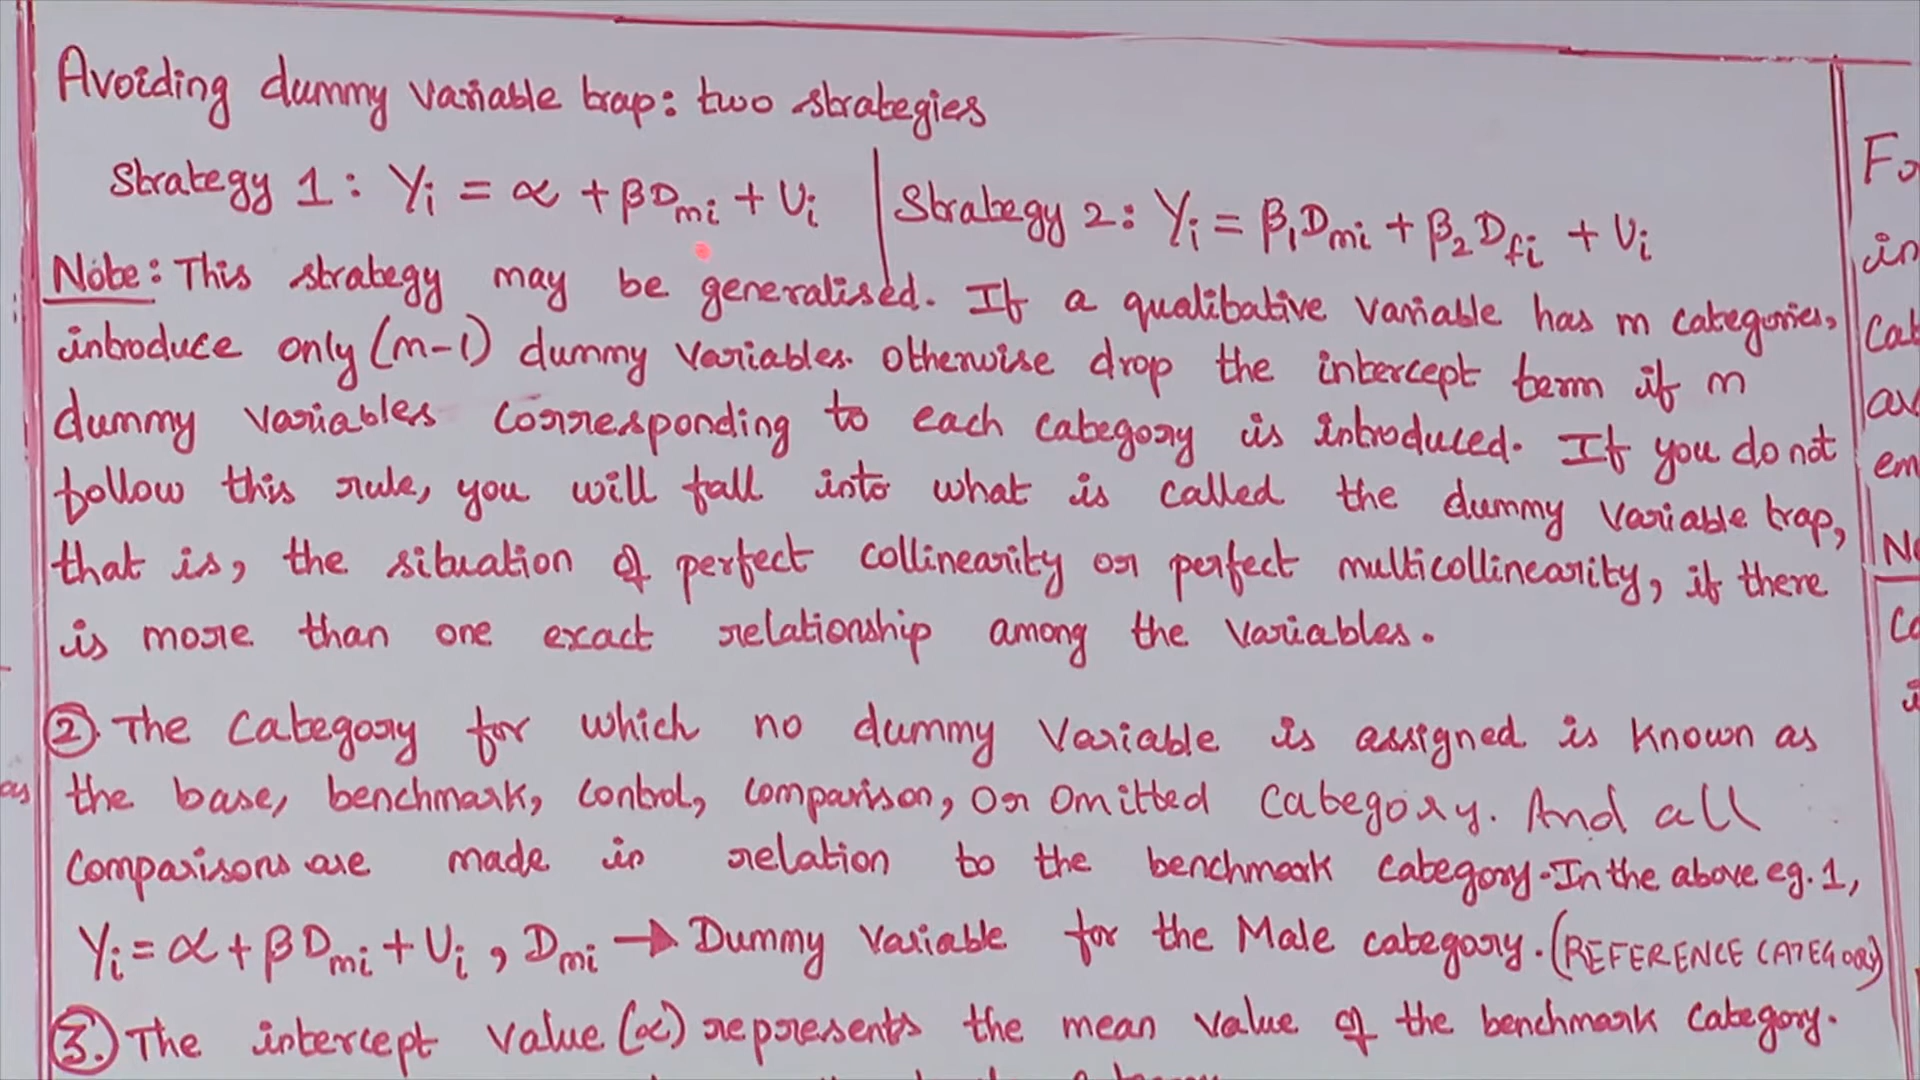 Avoiding dummy variable trap: two strategies
Strategy 1: Yi = α + βDmi + Ui | Strategy 2: Yi = β1Dmi + β2Dfi + Ui
Note: This strategy may be generalised. If a qualitative variable has m categories,
introduce only (m-1) dummy variables. Otherwise drop the intercept term if m
dummy variables corresponding to each category is introduced. If you do not
follow this rule, you will fall into what is called the dummy variable trap,
that is, the situation of perfect collinearity or perfect multicollinearity, if there
is more than one exact relationship among the variables.
② The category for which no dummy variable is assigned is known as
the base, benchmark, control, comparison, or omitted category. And all
comparisons are made in relation to the benchmark category. In the above eg. 1,
Yi = α + βDmi + Ui, Dmi → Dummy variable for the Male category. (REFERENCE CATEGORY)
③. The intercept value (α) represents the mean value of the benchmark category.
as
Fo
in
Cat
em
No
Co